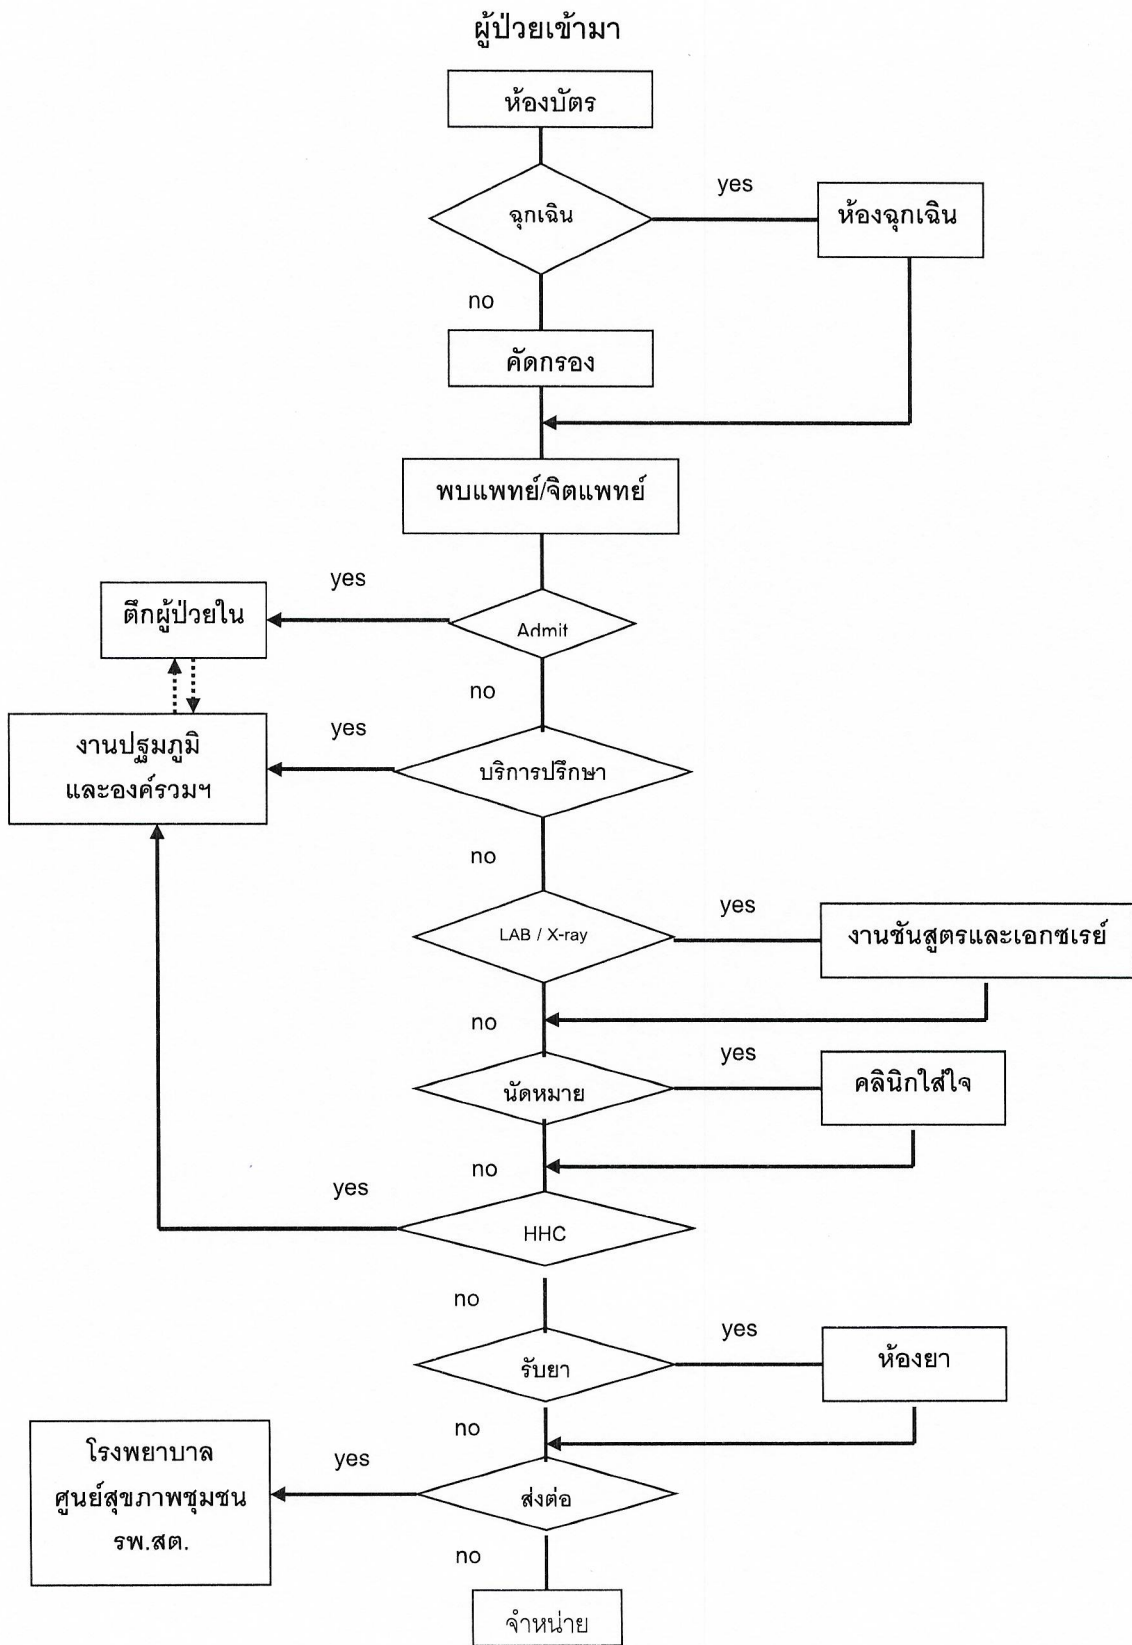 ผู้ป่วยเข้ามา
ห้องบัตร
ฉุกเฉิน
yes
ห้องฉุกเฉิน
no
คัดกรอง
พบแพทย์/จิตแพทย์
yes
ตึกผู้ป่วยใน
Admit
no
yes
งานปฐมภูมิ
และองค์รวมฯ
บริการปรึกษา
no
LAB / X-ray
yes
งานชันสูตรและเอกซเรย์
no
นัดหมาย
yes
คลินิกใส่ใจ
no
yes
HHC
no
รับยา
yes
ห้องยา
no
yes
โรงพยาบาล
ศูนย์สุขภาพชุมชน
รพ.สต.
ส่งต่อ
no
จำหน่าย